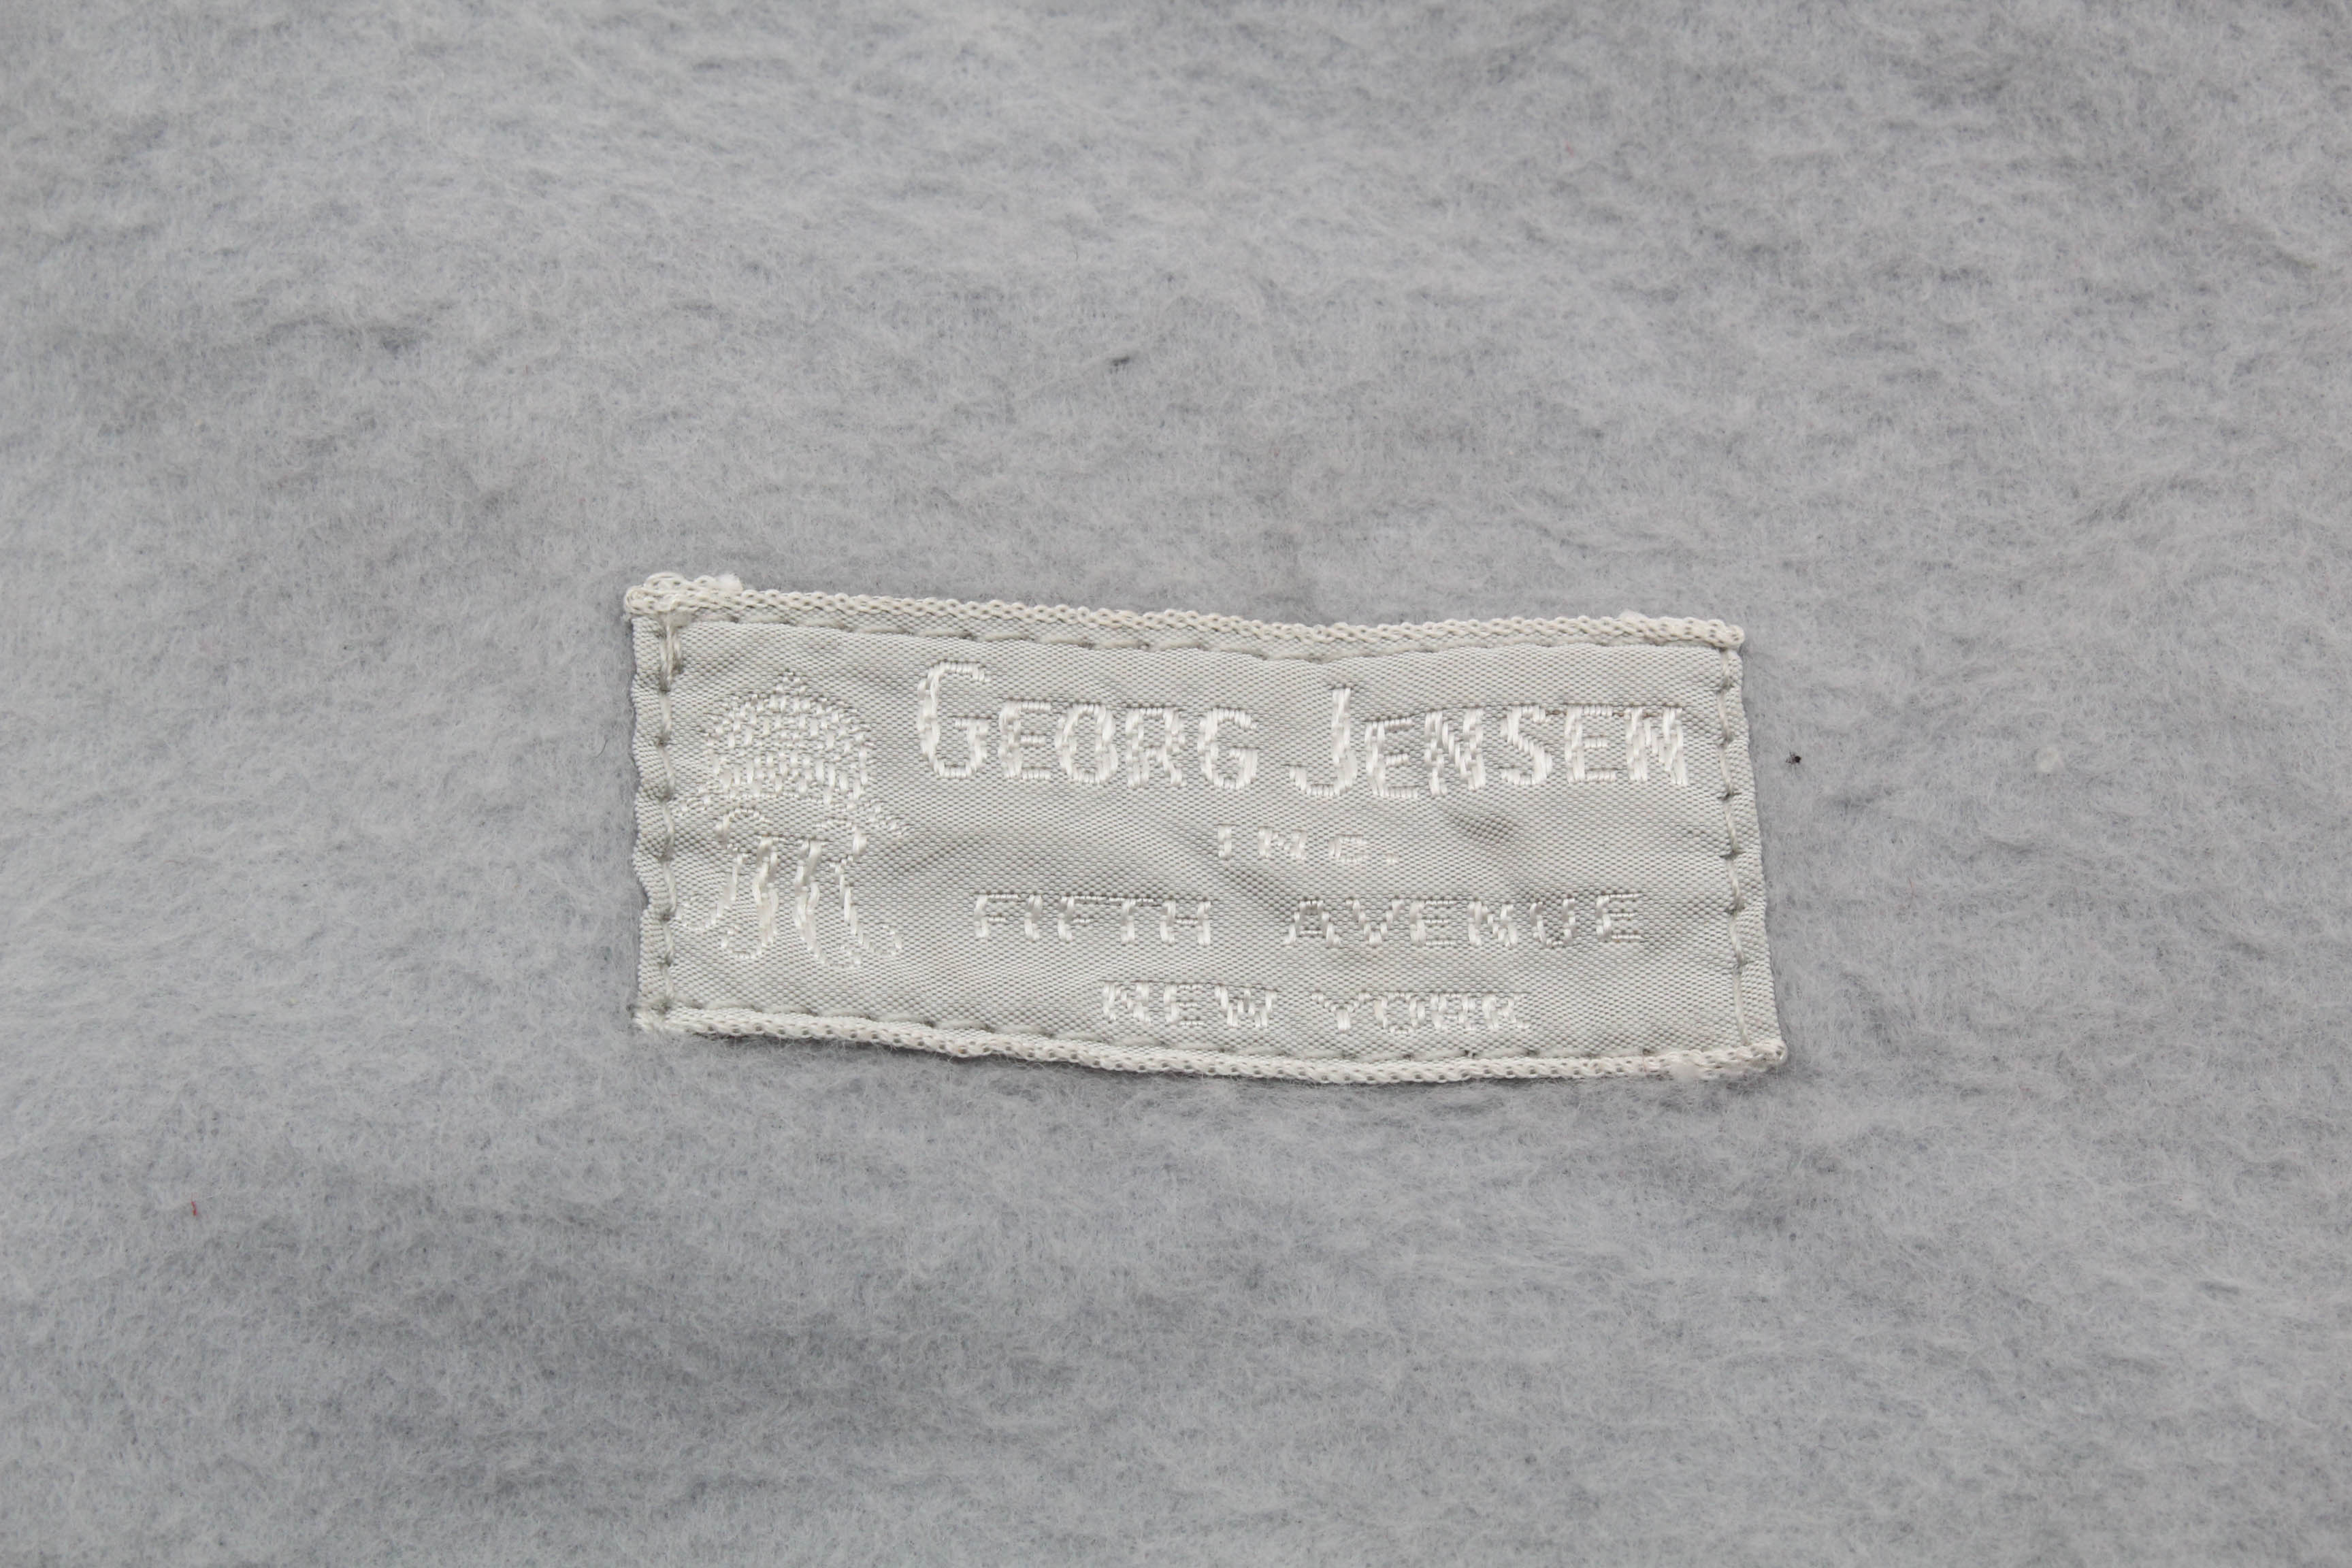 GEORG JENSEN
INC.
FIFTH AVENUE
NEW YORK